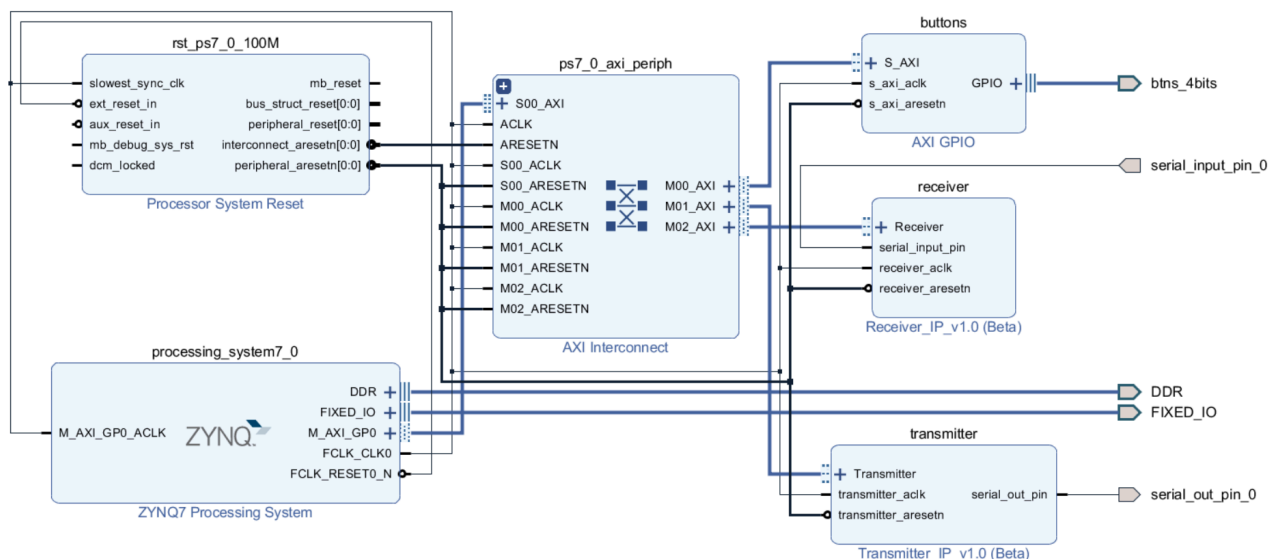 rst_ps7_0_100M
slowest_sync_clk
mb_reset
ext_reset_in
bus_struct_reset[0:0]
aux_reset_in
peripheral_reset[0:0]
mb_debug_sys_rst
interconnect_aresetn[0:0]
dcm_locked
peripheral_aresetn[0:0]
Processor System Reset
processing_system7_0
DDR
FIXED_IO
M_AXI_GP0_ACLK
ZYNQ
M_AXI_GP0
FCLK_CLK0
FCLK_RESET0_N
ZYNQ7 Processing System
ps7_0_axi_periph
S00_AXI
ACLK
ARESETN
S00_ACLK
S00_ARESETN
M00_AXI
M00_ACLK
M01_AXI
M00_ARESETN
M02_AXI
M01_ACLK
M01_ARESETN
M02_ACLK
M02_ARESETN
AXI Interconnect
buttons
S_AXI
s_axi_aclk
GPIO
s_axi_aresetn
AXI GPIO
btns_4bits
serial_input_pin_0
receiver
Receiver
serial_input_pin
receiver_aclk
receiver_aresetn
Receiver_IP_v1.0 (Beta)
DDR
FIXED_IO
transmitter
Transmitter
transmitter_aclk
serial_out_pin
transmitter_aresetn
Transmitter_IP_v1.0 (Beta)
serial_out_pin_0